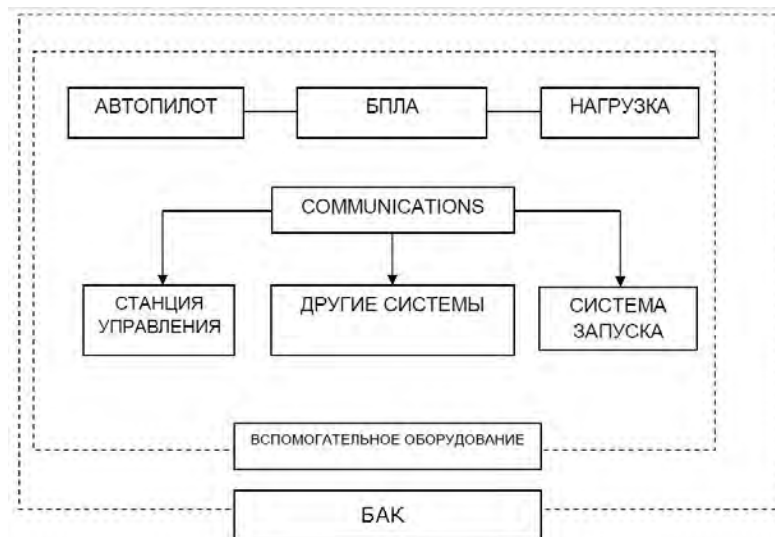 АВТОПИЛОТ
БПЛА
НАГРУЗКА
COMMUNICATIONS
СТАНЦИЯ
УПРАВЛЕНИЯ
ДРУГИЕ СИСТЕМЫ
СИСТЕМА
ЗАПУСКА
ВСПОМОГАТЕЛЬНОЕ ОБОРУДОВАНИЕ
БАК